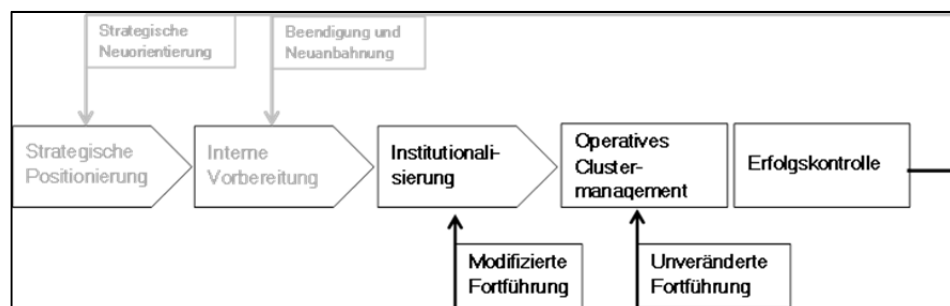 Strategische
Neuorientierung
Beendigung und
Neuanbahnung
Strategische
Positionierung
Interne
Vorbereitung
Institutionali-
sierung
Operatives
Cluster-
management
Erfolgskontrolle
Modifizierte
Fortführung
Unveränderte
Fortführung